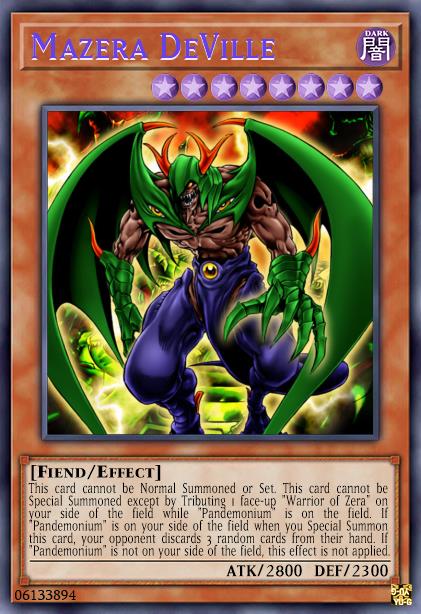 Mazera DeVille
DARK
闇
[Fiend/Effect]
This card cannot be Normal Summoned or Set. This card cannot be
Special Summoned except by Tributing 1 face-up "Warrior of Zera" on
your side of the field while "Pandemonium" is on the field. If
"Pandemonium" is on your side of the field when you Special Summon
this card, your opponent discards 3 random cards from their hand. If
"Pandemonium" is not on your side of the field, this effect is not applied.
ATK/2800 DEF/2300
06133894